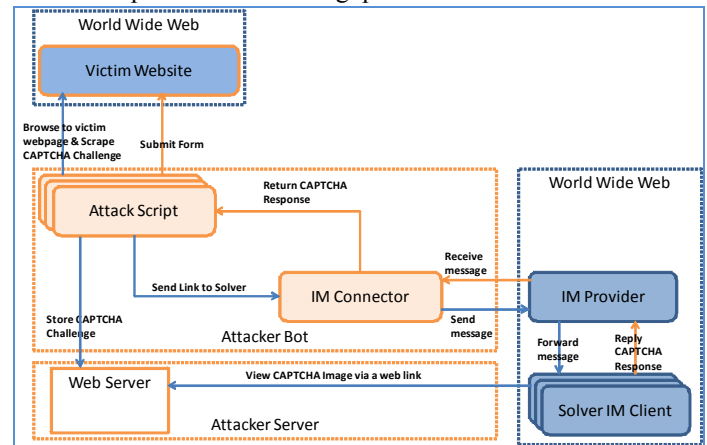 World Wide Web
Victim Website
Browse to victim
webpage & Scrape
CAPTCHA Challenge
Submit Form
World Wide Web
Return CAPTCHA
Response
Attack Script
Receive
message
Send Link to Solver
IM Connector
IM Provider
Store CAPTCHA
Challenge
Send
message
Attacker Bot
Forward
message
Reply
CAPTCHA
Response
Web Server
View CAPTCHA Image via a web link
Solver IM Client
Attacker Server